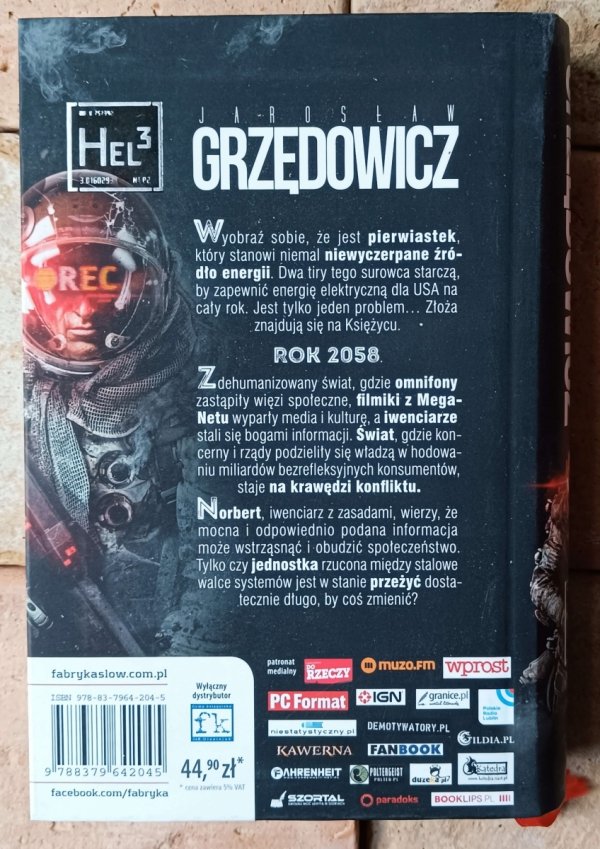 HEL3
3.016029
JAROSŁAW
GRZĘDOWICZ
REC
Wyobraź sobie, że jest pierwiastek,
który stanowi niemal niewyczerpane źró-
dło energii. Dwa tiry tego surowca starczą,
by zapewnić energię elektryczną dla USA na
cały rok. Jest tylko jeden problem... Złoża
znajdują się na Księżycu.
ROK 2058
Zdehumanizowany świat, gdzie omnifony
zastąpiły więzi społeczne, filmiki z Mega-
Netu wyparły media i kulturę, a iwenciarze
stali się bogami informacji. Świat, gdzie kon-
cerny i rządy podzieliły się władzą w hodowa-
niu miliardów bezrefleksyjnych konsumentów,
staje na krawędzi konfliktu.
Norbert, iwenciarz z zasadami, wierzy, że
mocna i odpowiednio podana informacja
może wstrząsnąć i obudzić społeczeństwo.
Tylko czy jednostka rzucona między stalowe
walce systemów jest w stanie przeżyć dosta-
tecznie długo, by coś zmienić?
fabrykaslow.com.pl
ISBN 978-83-7964-204-5
9 788379 642045
facebook.com/fabryka
Wyłączny
dystrybutor
fk
44,90 zł*
* cena zawiera 5% VAT
patronat
medialny
DO RZECZY
muzo.fm
wprost
PC Format
IGN
granice.pl
Polskie
Radio
Lublin
niestatystyczny.pl
DEMOTYWATORY.PL
GILDIA.PL
KAWERNA
FANBOOK
FAHRENHEIT
POLTERGEIST
duzeKa.pl
Katedra
SZORTAL
paradoks
BOOKLIPS.PL